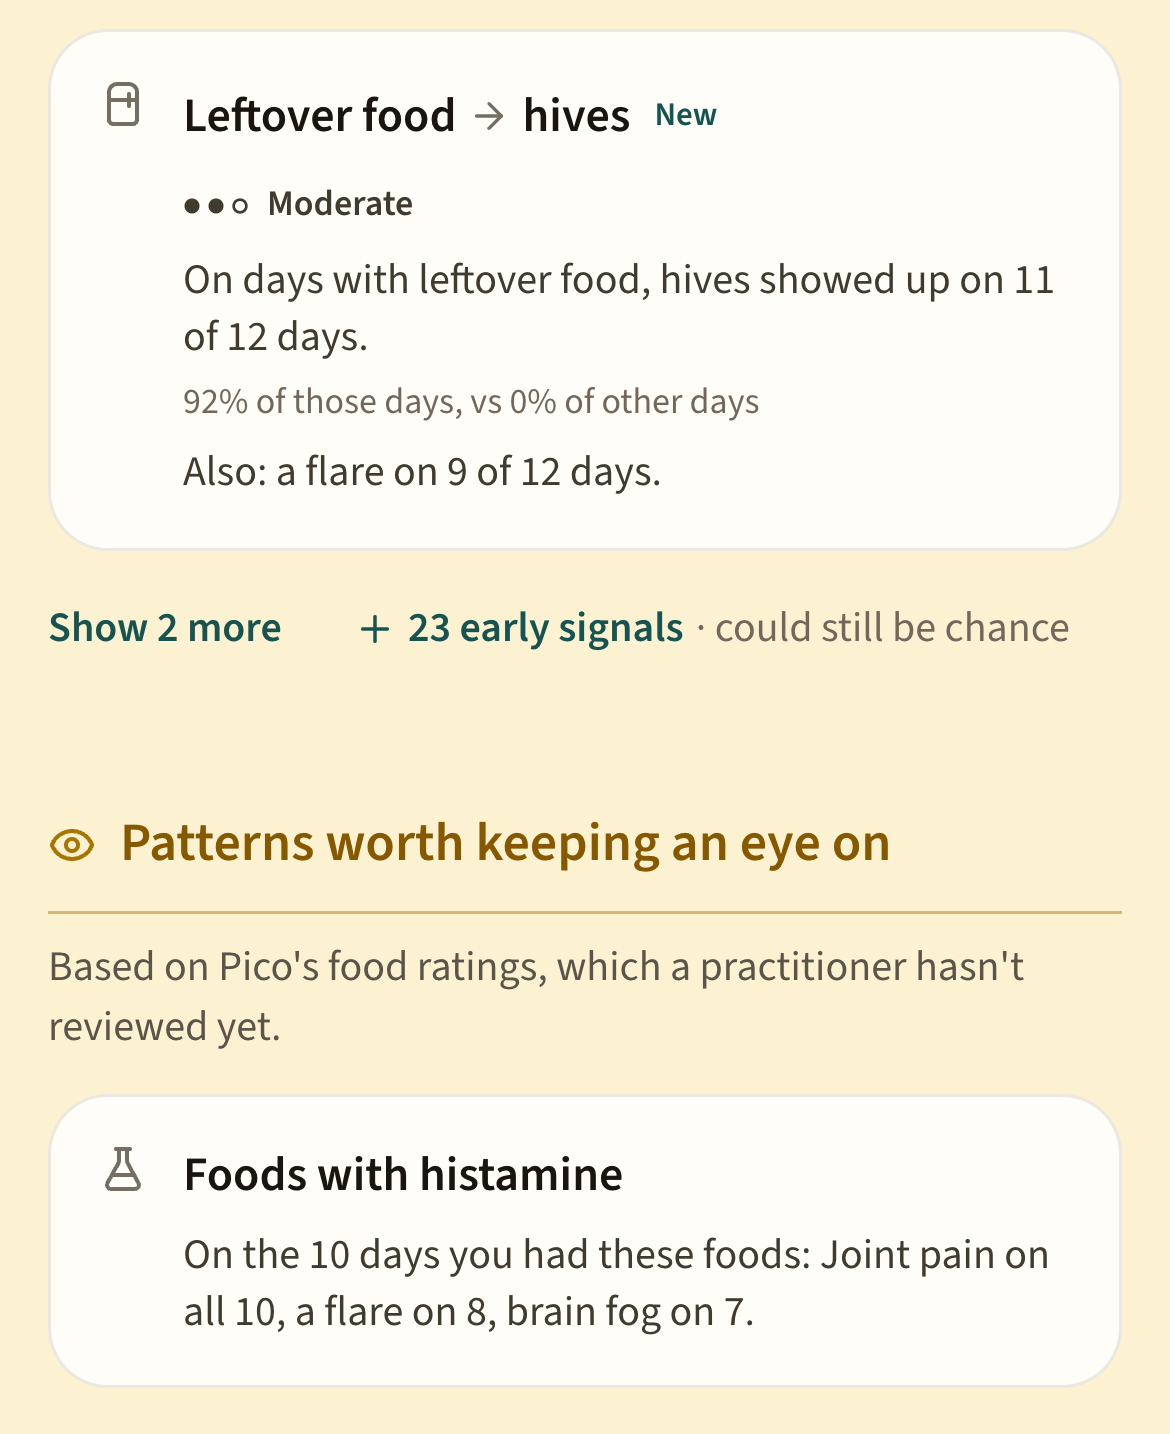 Leftover food → hives New
●●○ Moderate
On days with leftover food, hives showed up on 11
of 12 days.
92% of those days, vs 0% of other days
Also: a flare on 9 of 12 days.
Show 2 more + 23 early signals · could still be chance
Patterns worth keeping an eye on
Based on Pico's food ratings, which a practitioner hasn't
reviewed yet.
Foods with histamine
On the 10 days you had these foods: Joint pain on
all 10, a flare on 8, brain fog on 7.